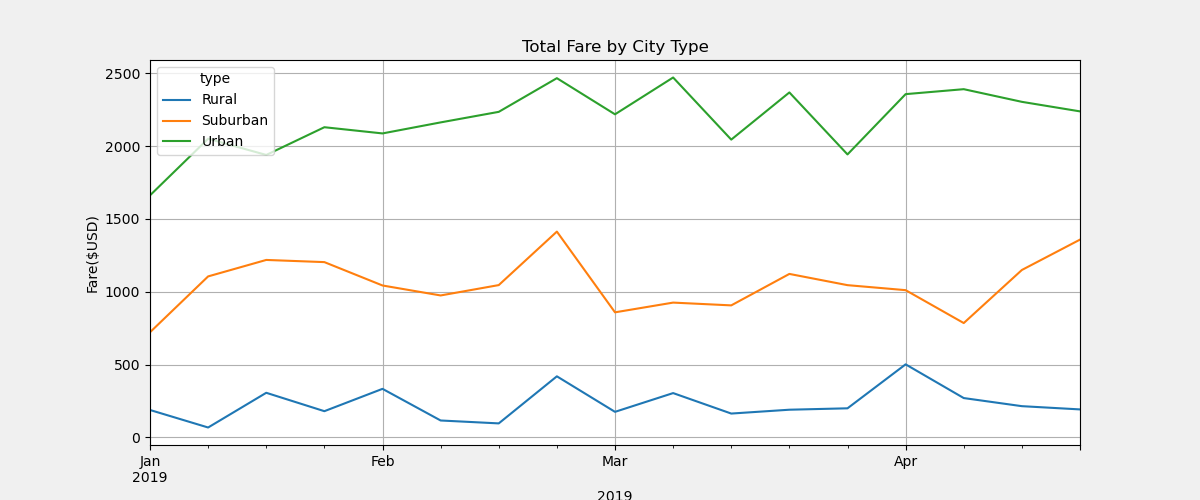 Total Fare by City Type
type
Rural
Suburban
Urban
Fare($USD)
2500
2000
1500
1000
500
0
Jan Feb Mar Apr
2019
2019